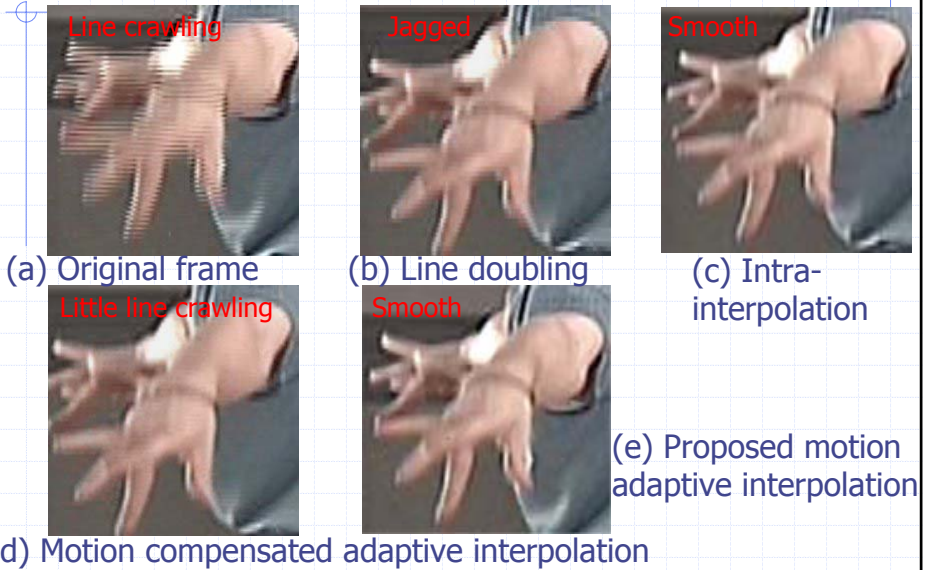 Line crawling
Jagged
Smooth
(a) Original frame
(b) Line doubling
(c) Intra-
interpolation
Little line crawling
Smooth
(e) Proposed motion
adaptive interpolation
d) Motion compensated adaptive interpolation